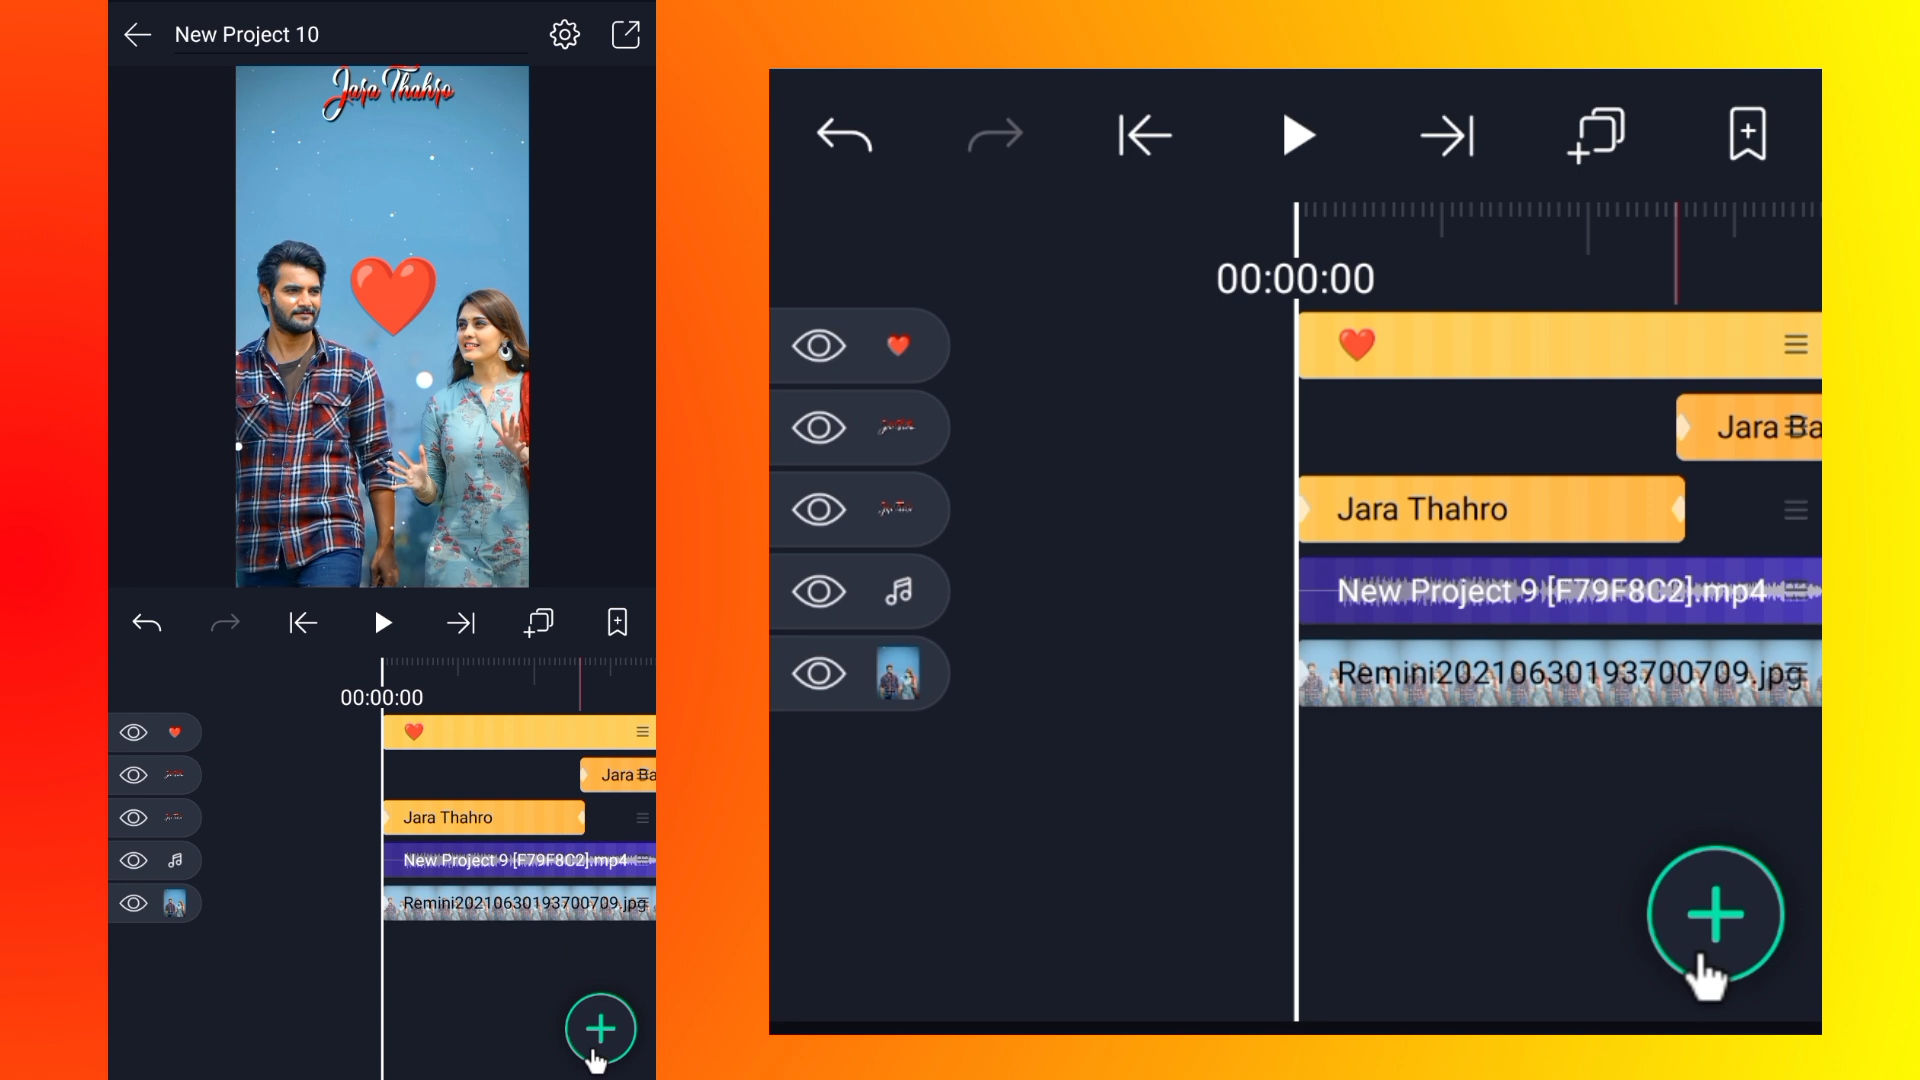 New Project 10
Jara Thahro
00:00:00
Jara Ba
Jara Thahro
New Project 9 [F79F8C2].mp4
Remini20210630193700709.jpg
00:00:00
Jara Ba
Jara Thahro
New Project 9 [F79F8C2].mp4
Remini20210630193700709.jpg